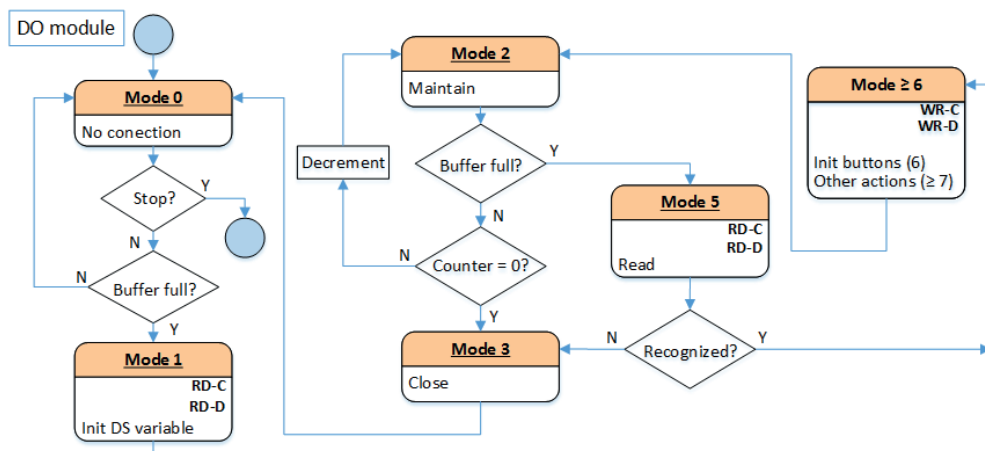 DO module
Mode 0
No conection
Stop?
Y
N
Buffer full?
N
Y
Mode 1
RD-C
RD-D
Init DS variable
Mode 2
Maintain
Decrement
Buffer full?
Y
N
Counter = 0?
N
Y
Mode 3
Close
Mode 5
RD-C
RD-D
Read
Recognized?
N
Y
Mode ≥ 6
WR-C
WR-D
Init buttons (6)
Other actions (≥ 7)